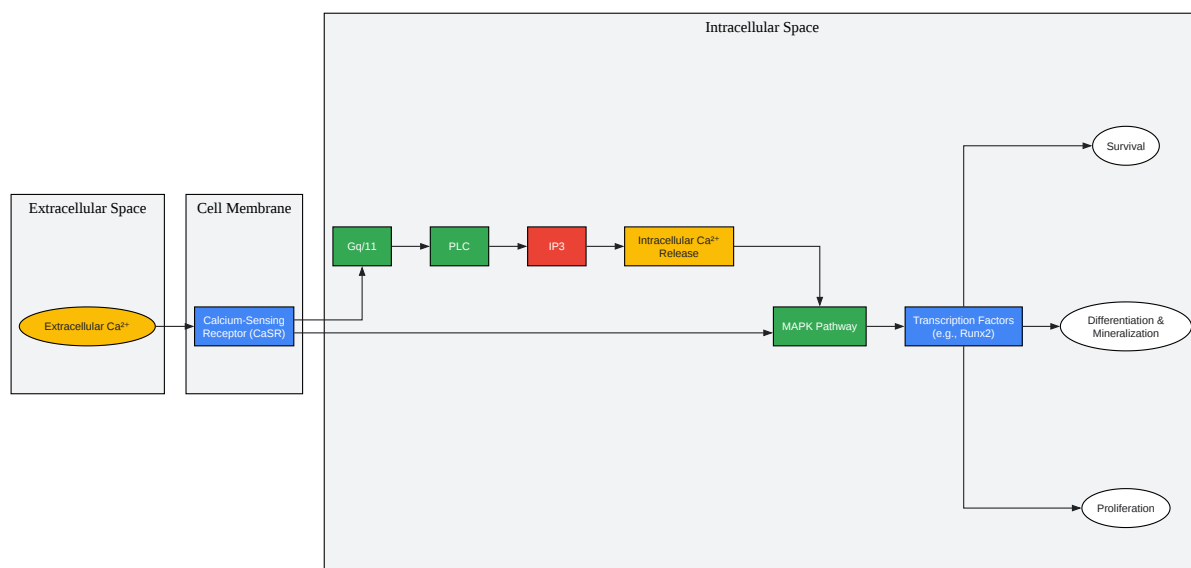 Intracellular Space
Survival
Extracellular Space
Cell Membrane
Gq/11
PLC
IP3
Intracellular Ca²⁺
Release
Extracellular Ca²⁺
Calcium-Sensing
Receptor (CaSR)
MAPK Pathway
Transcription Factors
(e.g., Runx2)
Differentiation &
Mineralization
Proliferation